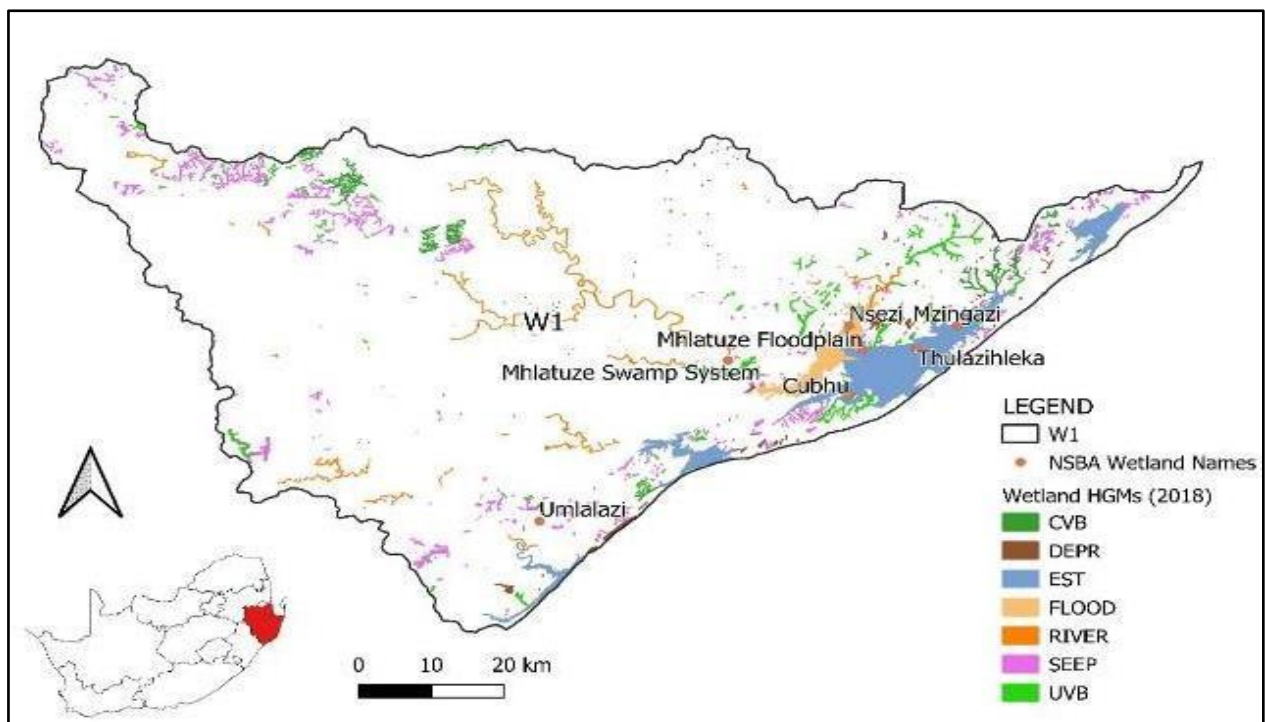 W1
Nsezi Mzingazi
Mhlatuze Floodplain
Thulazihleka
Mhlatuze Swamp System
Cubhu
Umlalazi
LEGEND
W1
NSBA Wetland Names
Wetland HGMs (2018)
CVB
DEPR
EST
FLOOD
RIVER
SEEP
UVB
0 10 20 km